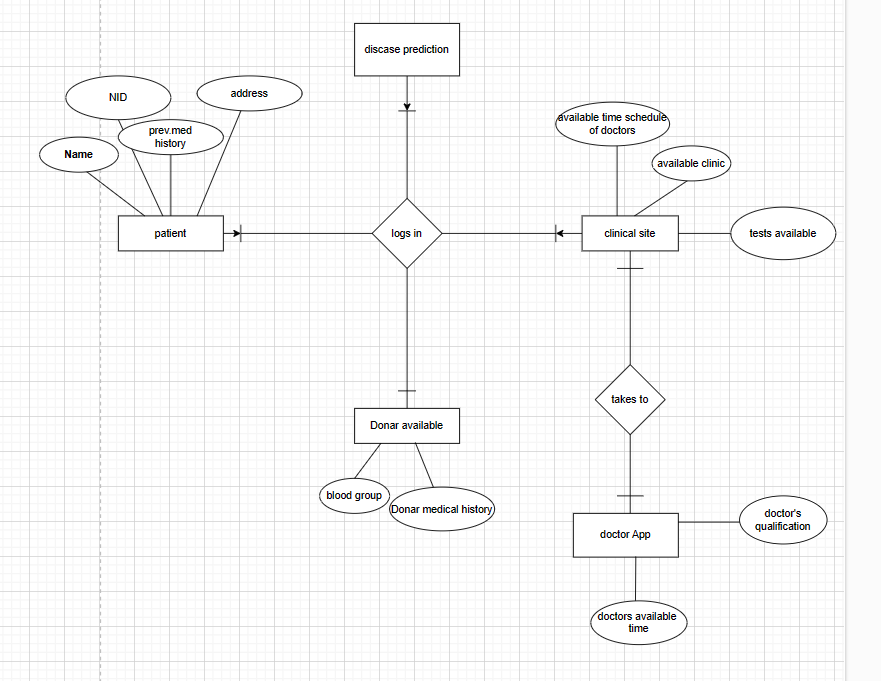 discase prediction
NID
address
prev.med
history
Name
available time schedule
of doctors
available clinic
patient
logs in
clinical site
tests available
takes to
Donar available
blood group
Donar medical history
doctor's
qualification
doctor App
doctors available
time